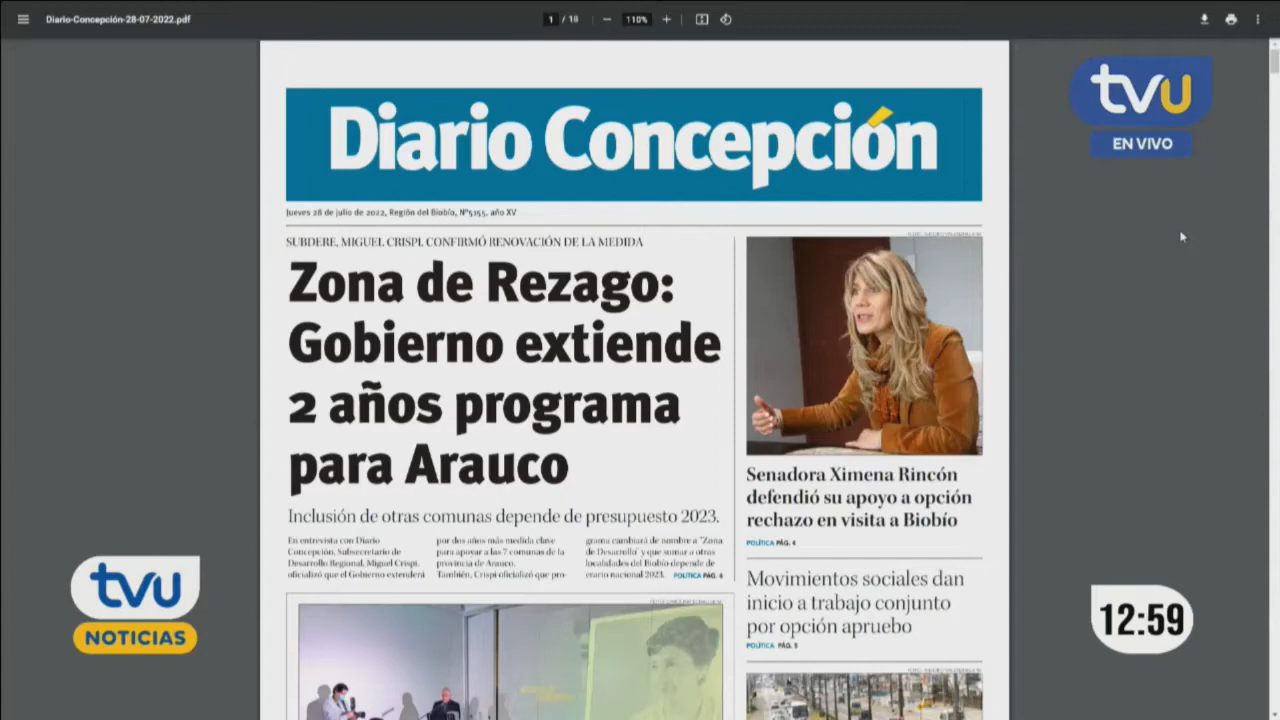 Diario-Concepción-28-07-2022.pdf
1 / 18
110%
tvu
EN VIVO
Diario Concepción
Jueves 28 de julio de 2022, Región del Biobío, N°5155, año XV
SUBDERE, MIGUEL CRISPI, CONFIRMÓ RENOVACIÓN DE LA MEDIDA
Zona de Rezago:
Gobierno extiende
2 años programa
para Arauco
Inclusión de otras comunas depende de presupuesto 2023.
En entrevista con Diario
Concepción, Subsecretario de
Desarrollo Regional, Miguel Crispi,
oficializó que el Gobierno extenderá
por dos años más medida clave
para apoyar a las 7 comunas de la
provincia de Arauco.
También, Crispi oficializó que pro-
grama cambiará de nombre a "Zona
de Desarrollo" y que sumar a otras
localidades del Biobío depende de
erario nacional 2023. POLÍTICA PÁG. 6
Senadora Ximena Rincón
defendió su apoyo a opción
rechazo en visita a Biobío
POLÍTICA PÁG. 4
Movimientos sociales dan
inicio a trabajo conjunto
por opción apruebo
POLÍTICA PÁG. 5
tvu
NOTICIAS
12:59